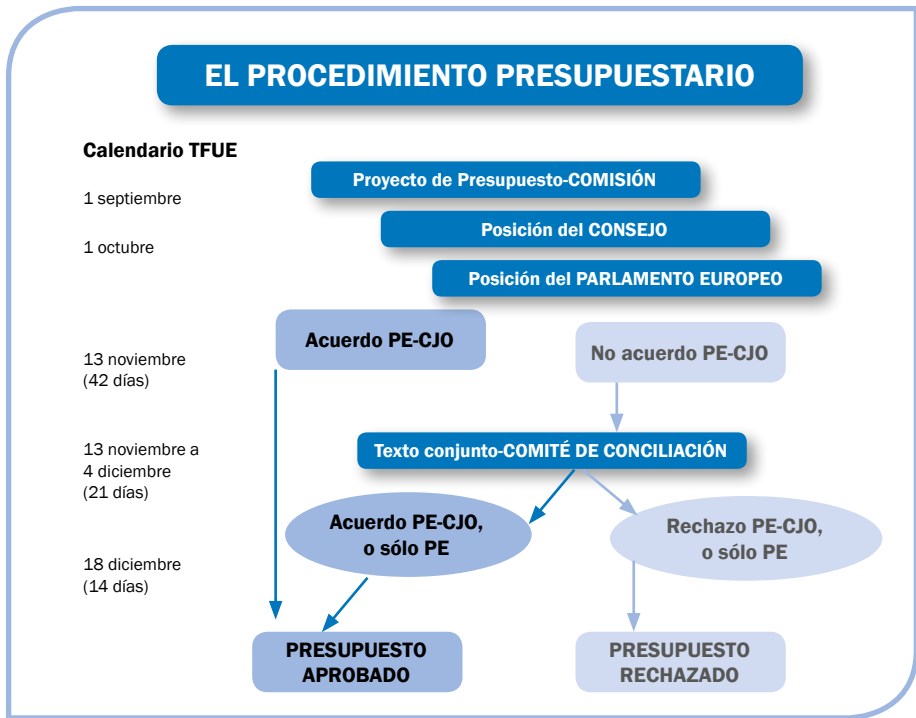 EL PROCEDIMIENTO PRESUPUESTARIO
Calendario TFUE
Proyecto de Presupuesto-COMISIÓN
1 septiembre
Posición del CONSEJO
1 octubre
Posición del PARLAMENTO EUROPEO
Acuerdo PE-CJO
No acuerdo PE-CJO
13 noviembre
(42 días)
13 noviembre a
4 diciembre
(21 días)
Texto conjunto-COMITÉ DE CONCILIACIÓN
Acuerdo PE-CJO,
o sólo PE
Rechazo PE-CJO,
o sólo PE
18 diciembre
(14 días)
PRESUPUESTO
APROBADO
PRESUPUESTO
RECHAZADO